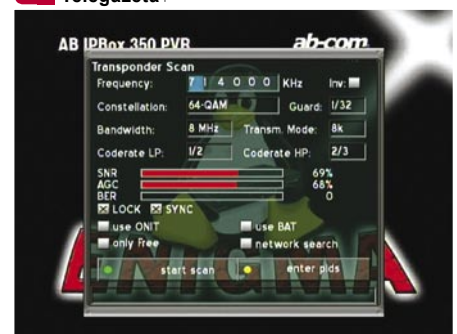 Telegazeta
AB IPBox 350 PVR
ab-com
Transponder Scan
Frequency: 7 1 4 0 0 0 KHz Inv:
Constellation: 64-QAM Guard: 1/32
Bandwidth: 8 MHz Transm. Mode: 8k
Coderate LP: 1/2 Coderate HP: 2/3
SNR 69%
AGC 68%
BER 0
LOCK SYNC
use ONIT use BAT
only Free network search
start scan enter pids
ENIGMA